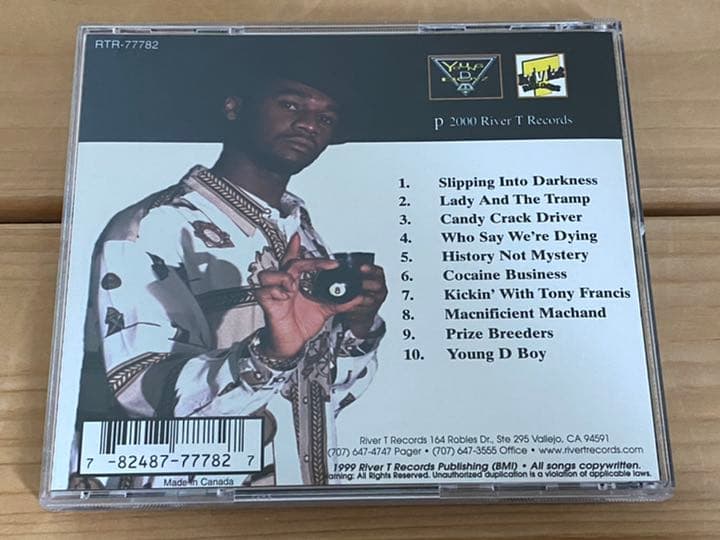 RTR-77782
p 2000 River T Records
1. Slipping Into Darkness
2. Lady And The Tramp
3. Candy Crack Driver
4. Who Say We're Dying
5. History Not Mystery
6. Cocaine Business
7. Kickin' With Tony Francis
8. Macnificient Machand
9. Prize Breeders
10. Young D Boy
8
River T Records 164 Robles Dr., Ste 295 Vallejo, CA 94591
(707) 647-4747 Pager • (707) 647-3555 Office • www.rivertrecords.com
1999 River T Records Publishing (BMI) • All songs copywritten.
arning: All Rights Reserved. Unauthorized duplication is a violation of applicable laws.
7 -82487-77782 7
Made in Canada